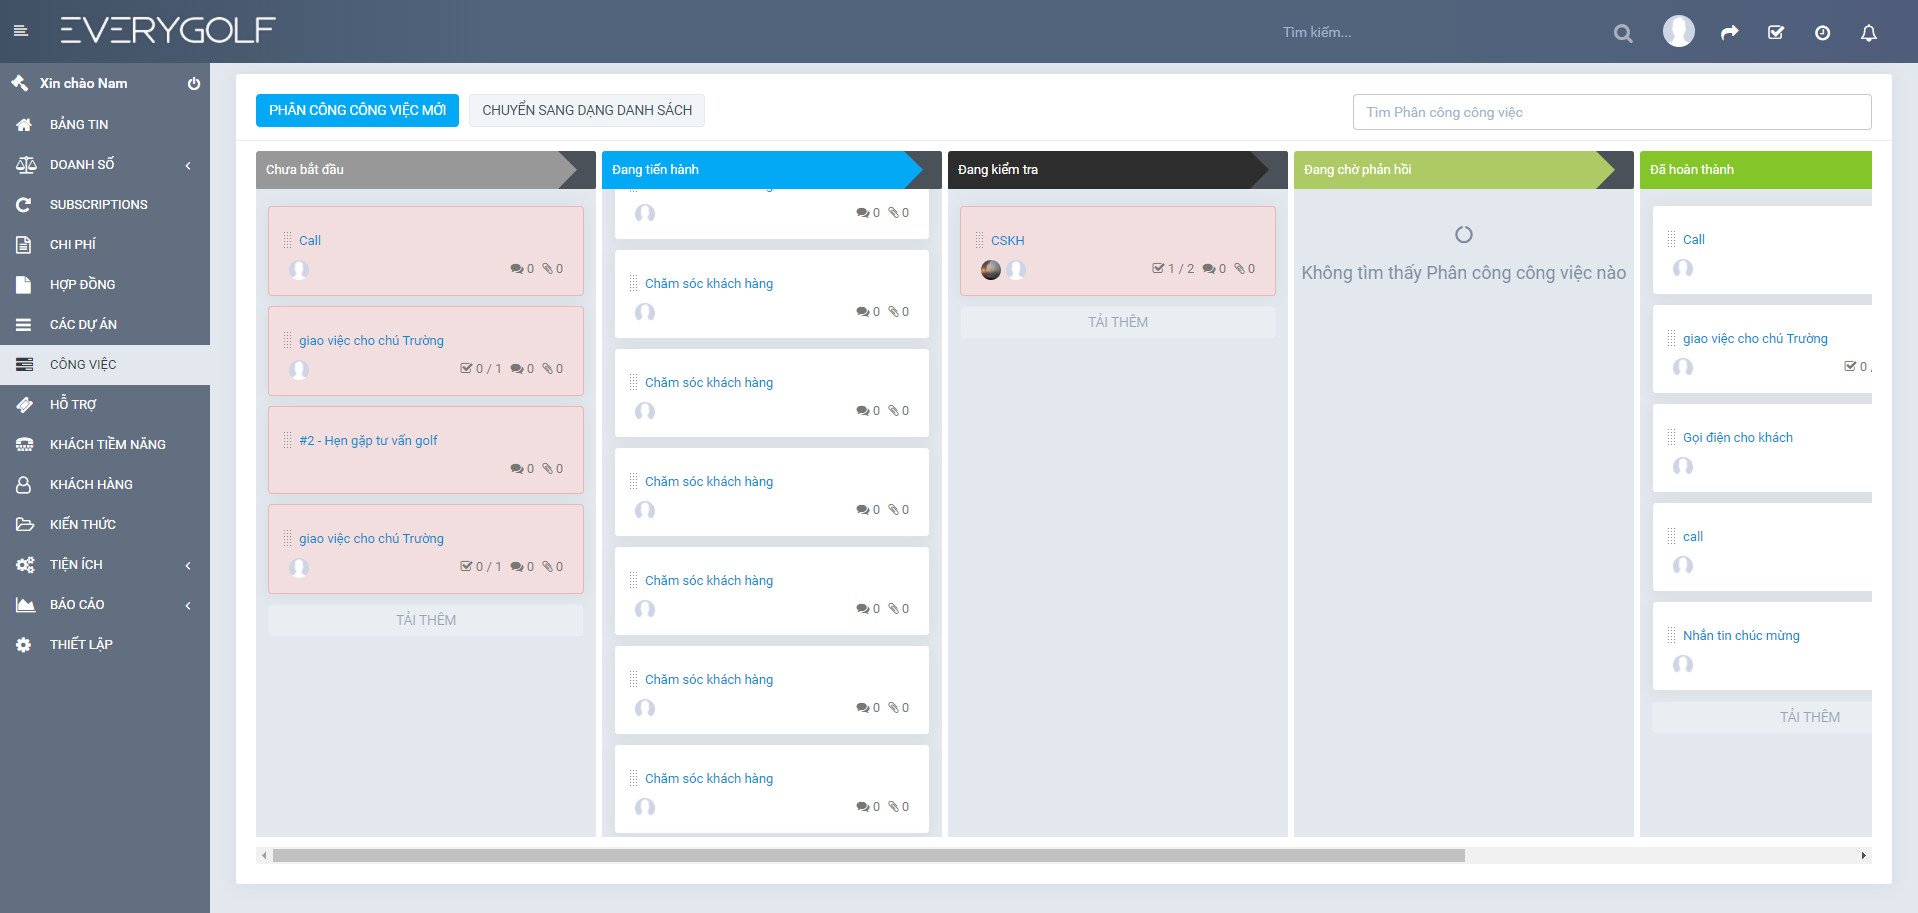 EVERYGOLF
Tìm kiếm...
Xin chào Nam
BẢNG TIN
DOANH SỐ
SUBSCRIPTIONS
CHI PHÍ
HỢP ĐỒNG
CÁC DỰ ÁN
CÔNG VIỆC
HỖ TRỢ
KHÁCH TIỀM NĂNG
KHÁCH HÀNG
KIẾN THỨC
TIỆN ÍCH
BÁO CÁO
THIẾT LẬP
PHÂN CÔNG CÔNG VIỆC MỚI
CHUYỂN SANG DẠNG DANH SÁCH
Tìm Phân công công việc
Chưa bắt đầu
Call
0 0
giao việc cho chú Trường
0 / 1 0 0
#2 - Hẹn gặp tư vấn golf
0 0
giao việc cho chú Trường
0 / 1 0 0
TẢI THÊM
Đang tiến hành
0 0
Chăm sóc khách hàng
0 0
Chăm sóc khách hàng
0 0
Chăm sóc khách hàng
0 0
Chăm sóc khách hàng
0 0
Chăm sóc khách hàng
0 0
Chăm sóc khách hàng
0 0
Đang kiểm tra
CSKH
1 / 2 0 0
TẢI THÊM
Đang chờ phản hồi
Không tìm thấy Phân công công việc nào
Đã hoàn thành
Call
giao việc cho chú Trường
0 /
Gọi điện cho khách
call
Nhắn tin chúc mừng
TẢI THÊM